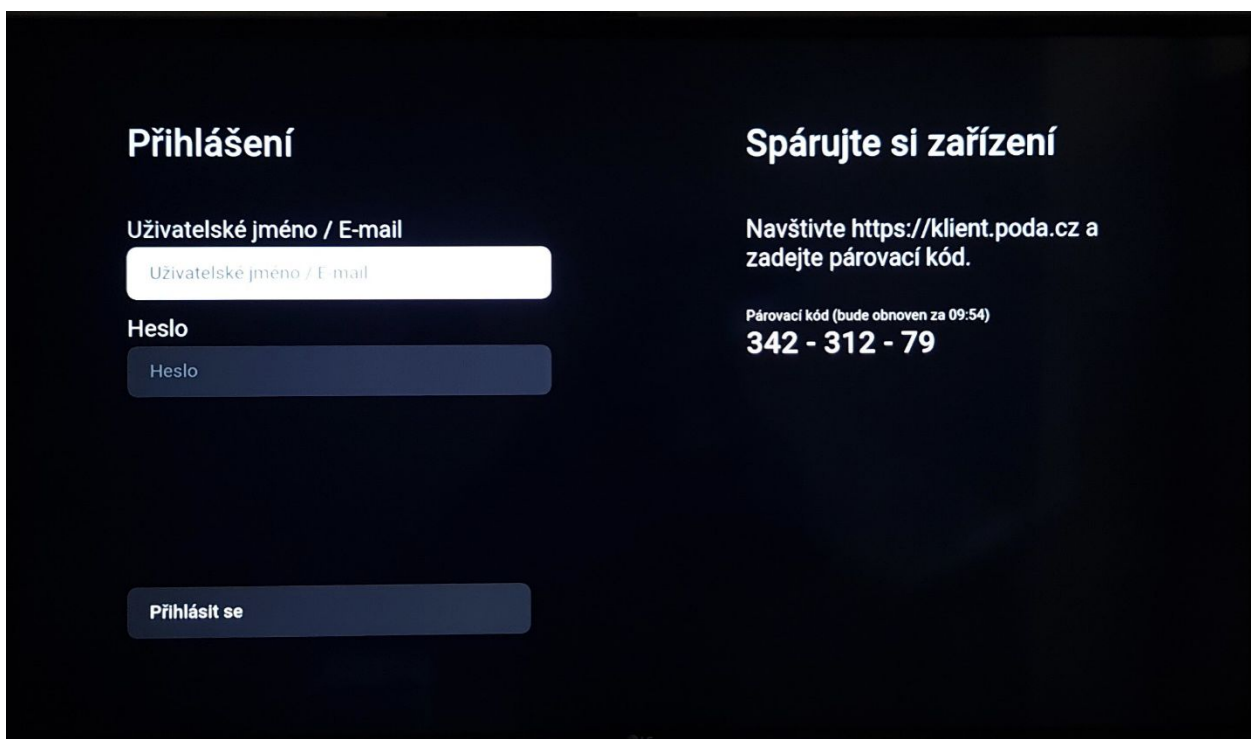 Přihlášení
Uživatelské jméno / E-mail
Uživatelské jméno / E-mail
Heslo
Heslo
Přihlásit se
Spárujte si zařízení
Navštivte https://klient.poda.cz a
zadejte párovací kód.
Párovací kód (bude obnoven za 09:54)
342 - 312 - 79